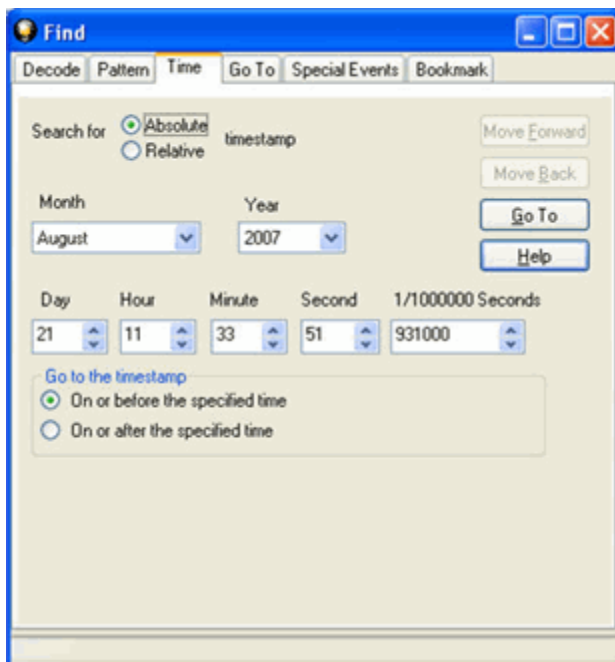 Find
Decode Pattern Time Go To Special Events Bookmark
Search for Absolute timestamp
Relative
Move Forward
Move Back
Month Year
August 2007
Go To
Help
Day Hour Minute Second 1/1000000 Seconds
21 11 33 51 931000
Go to the timestamp
On or before the specified time
On or after the specified time